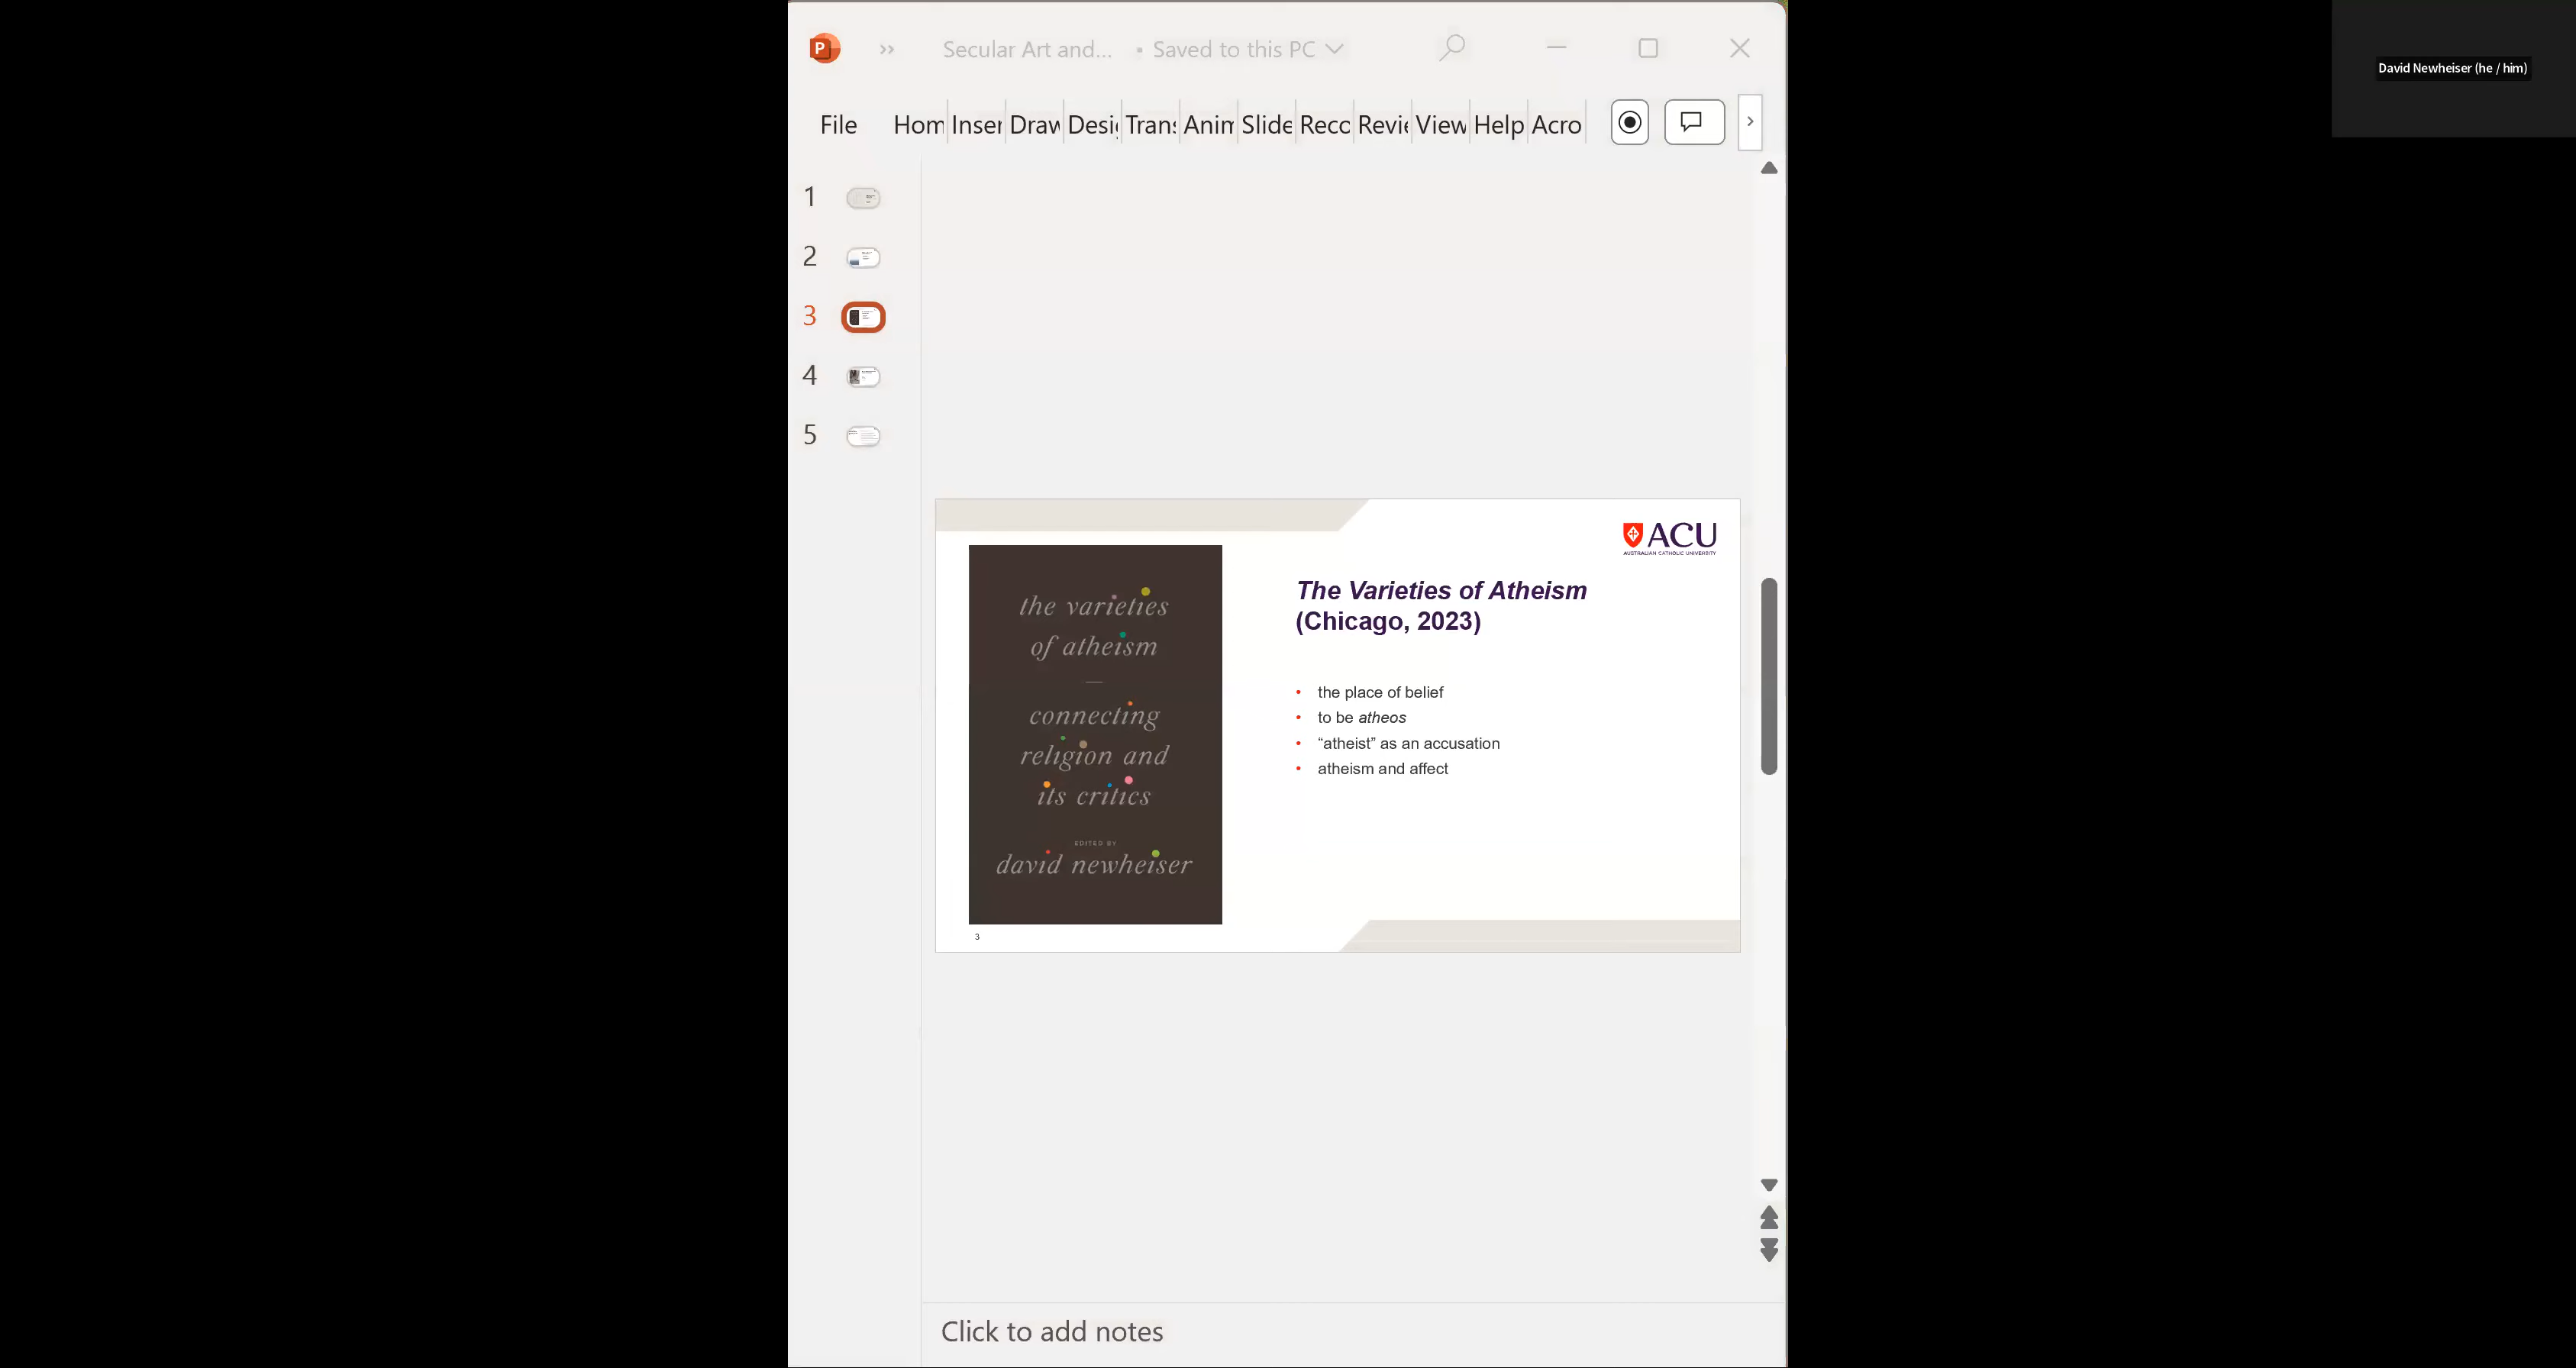 Secular Art and... • Saved to this PC
David Newheiser (he / him)
File Hom Inser Draw Desi Trans Anim Slide Reco Revie View Help Acro
1
2
3
4
5
ACU
AUSTRALIAN CATHOLIC UNIVERSITY
the varieties
of atheism
connecting
religion and
its critics
EDITED BY
david newheiser
The Varieties of Atheism
(Chicago, 2023)
• the place of belief
• to be atheos
• “atheist” as an accusation
• atheism and affect
3
Click to add notes